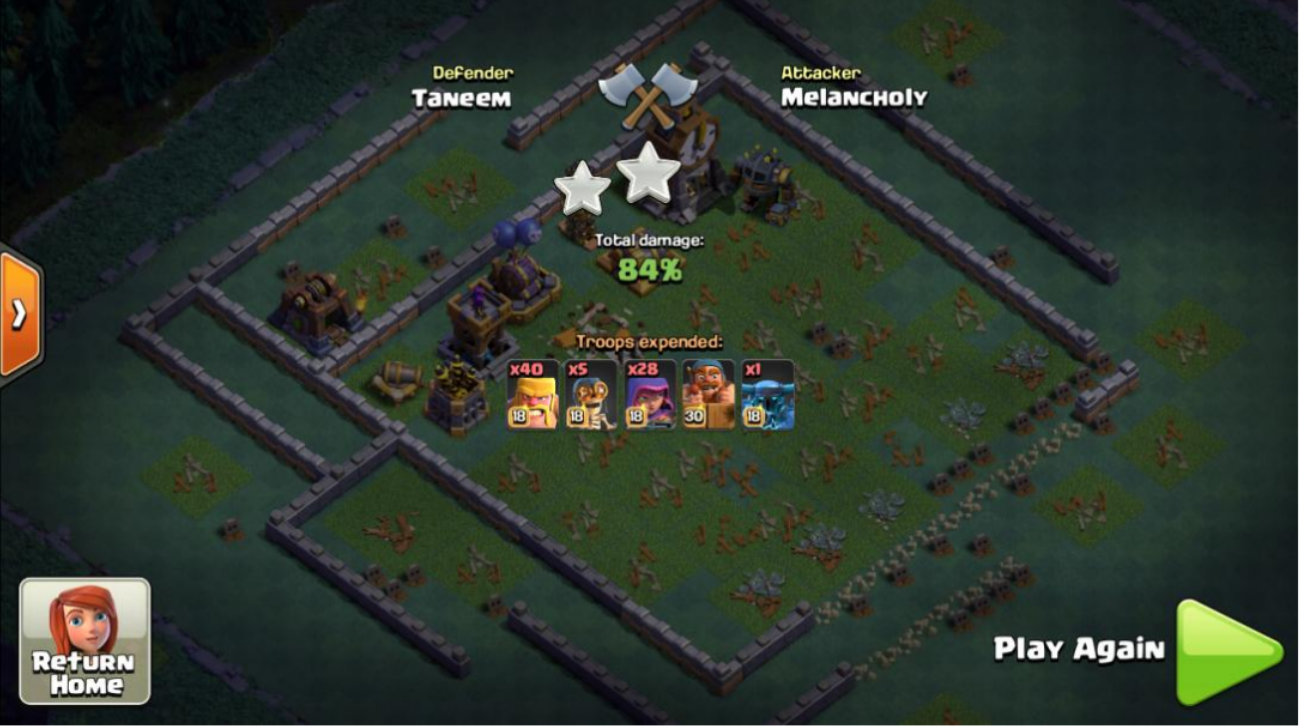 Defender
Taneem
Attacker
Melancholy
Total damage:
84%
Troops expended:
x40 x5 x28 x1
18 18 18 30 18
Return
Home
Play Again